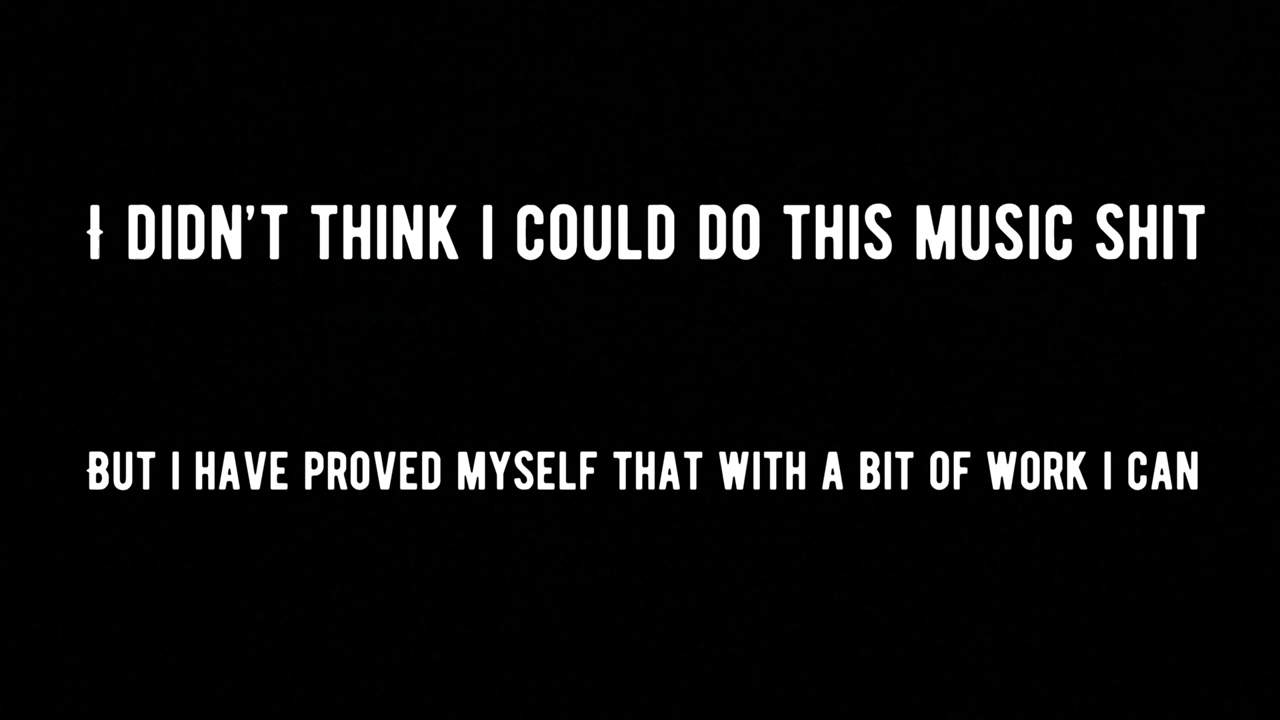 I DIDN'T THINK I COULD DO THIS MUSIC SHIT
BUT I HAVE PROVED MYSELF THAT WITH A BIT OF WORK I CAN